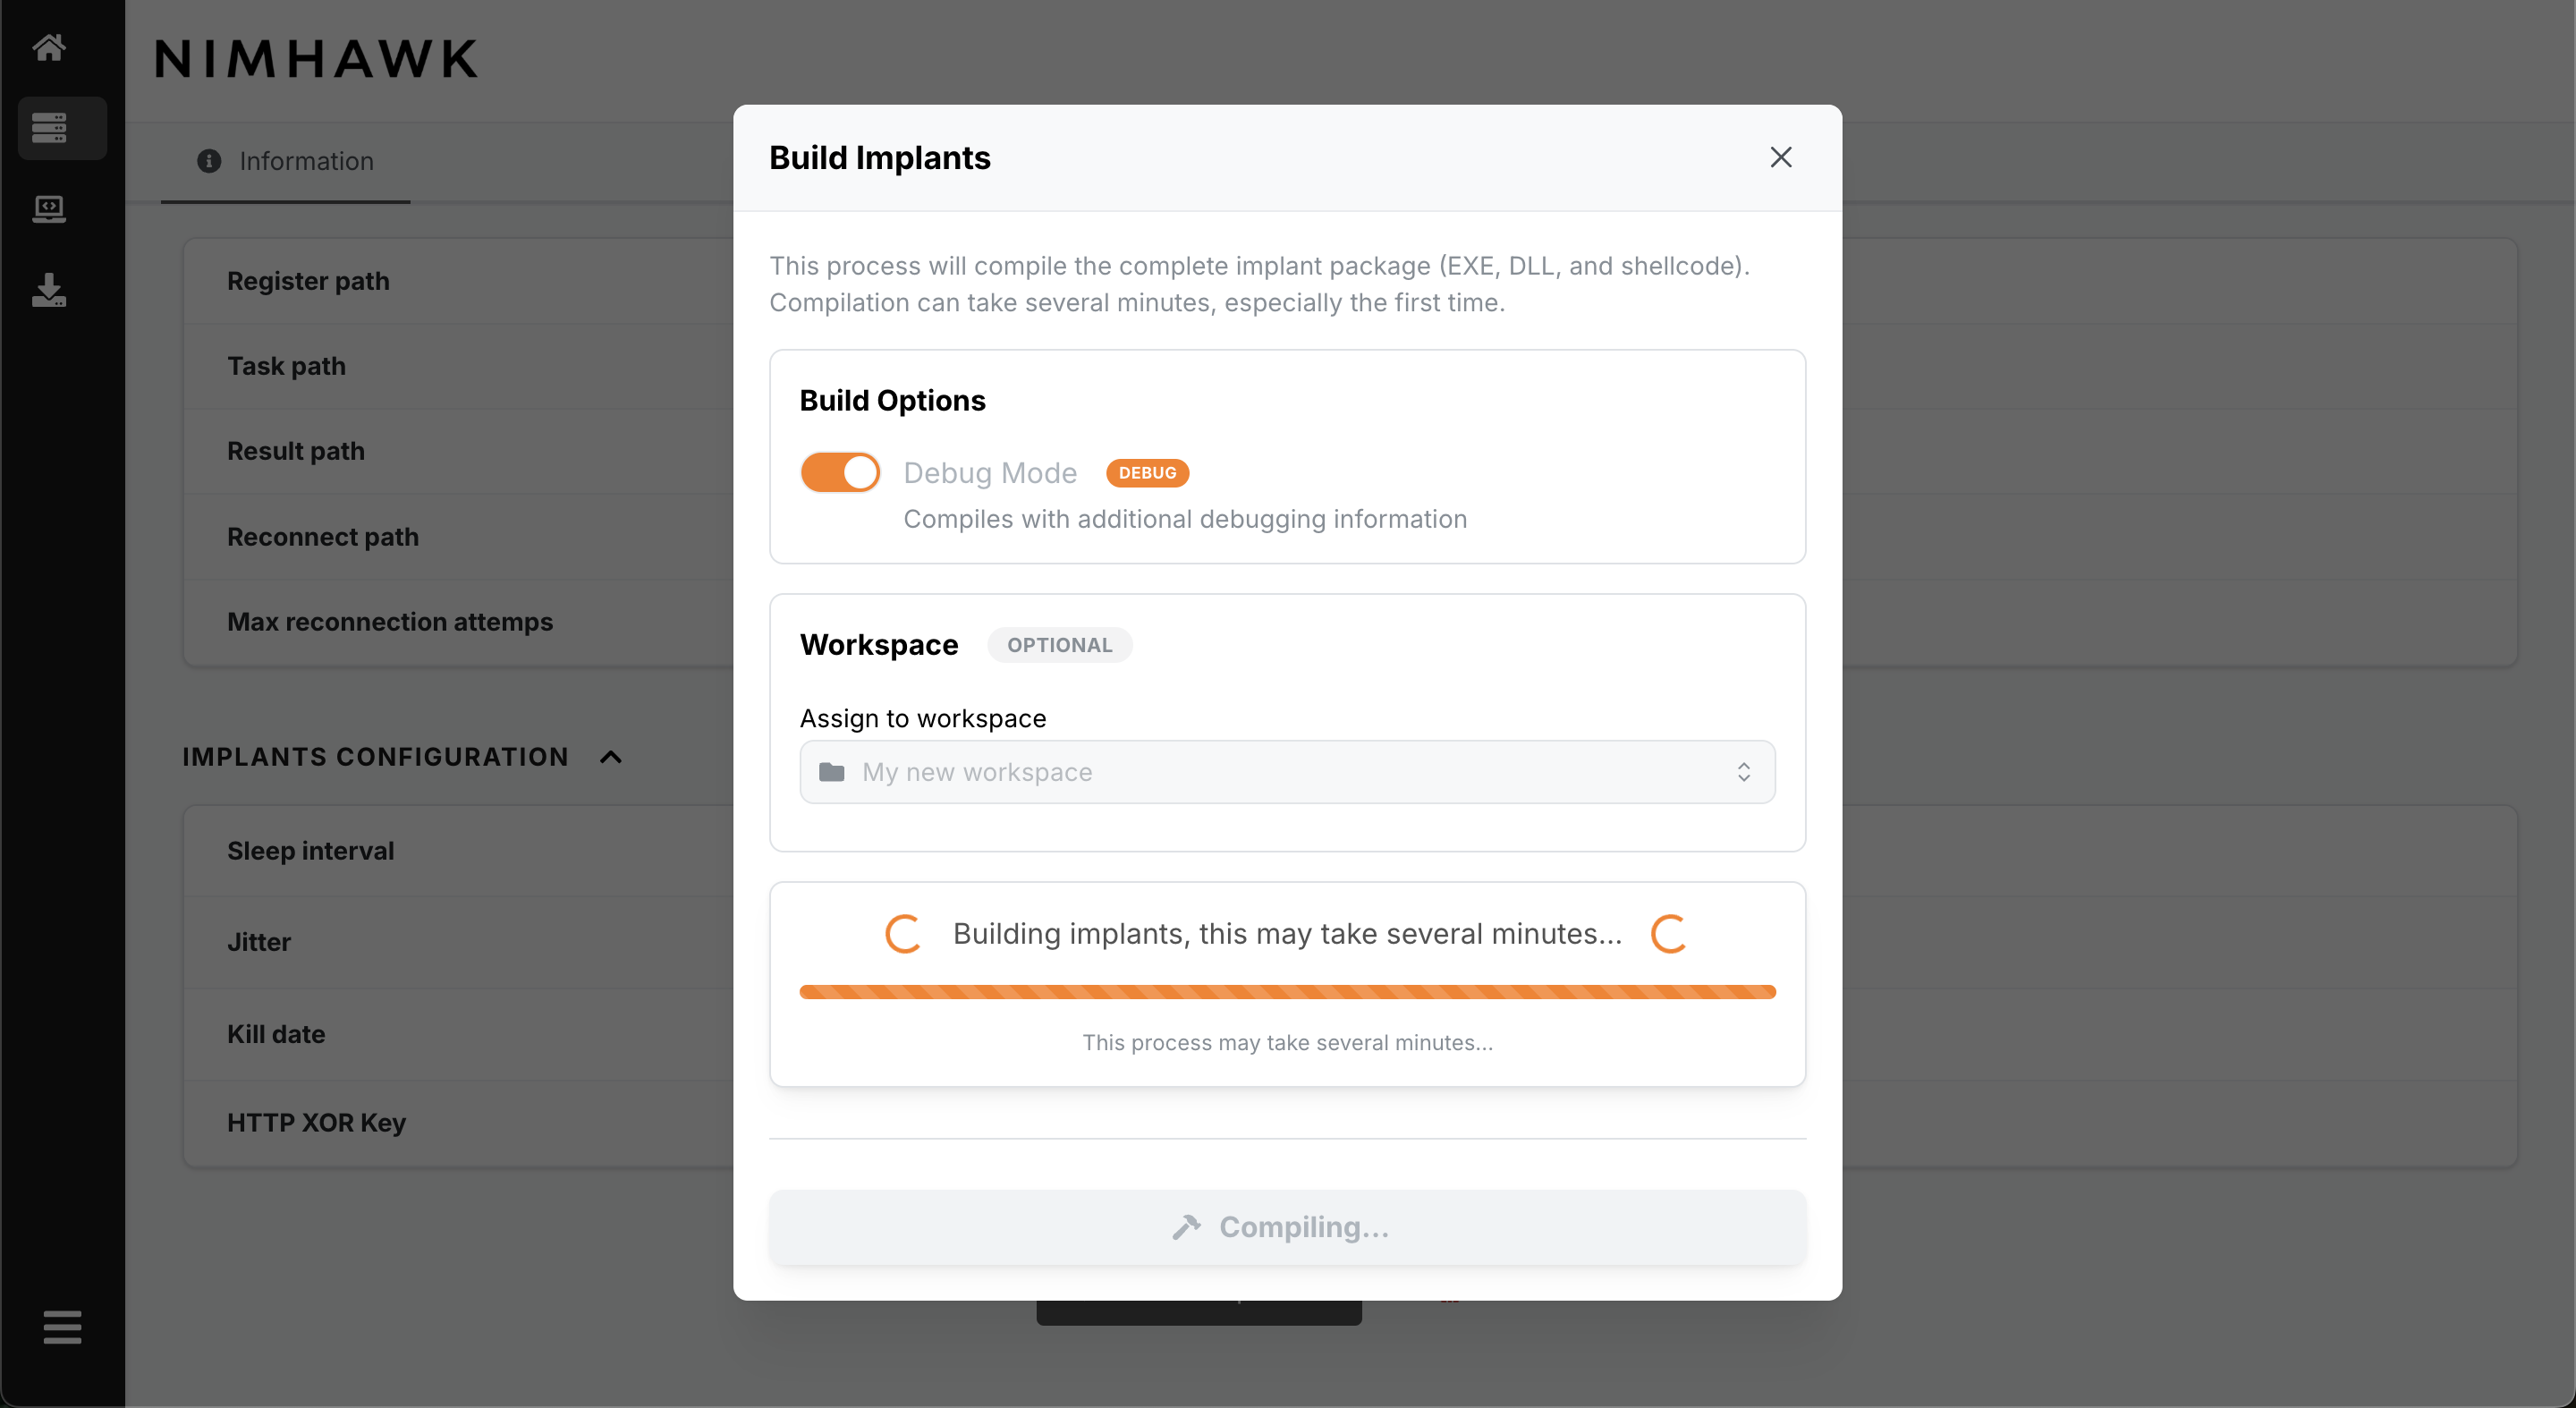 NIMHAWK
Information
Register path
Task path
Result path
Reconnect path
Max reconnection attemps
IMPLANTS CONFIGURATION
Sleep interval
Jitter
Kill date
HTTP XOR Key
Build Implants
This process will compile the complete implant package (EXE, DLL, and shellcode).
Compilation can take several minutes, especially the first time.
Build Options
Debug Mode DEBUG
Compiles with additional debugging information
Workspace OPTIONAL
Assign to workspace
My new workspace
Building implants, this may take several minutes...
This process may take several minutes...
Compiling...